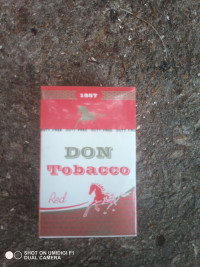 1887
DON
Tobacco
Red
SHOT ON UMIDIGI F1
DUAL CAMERA